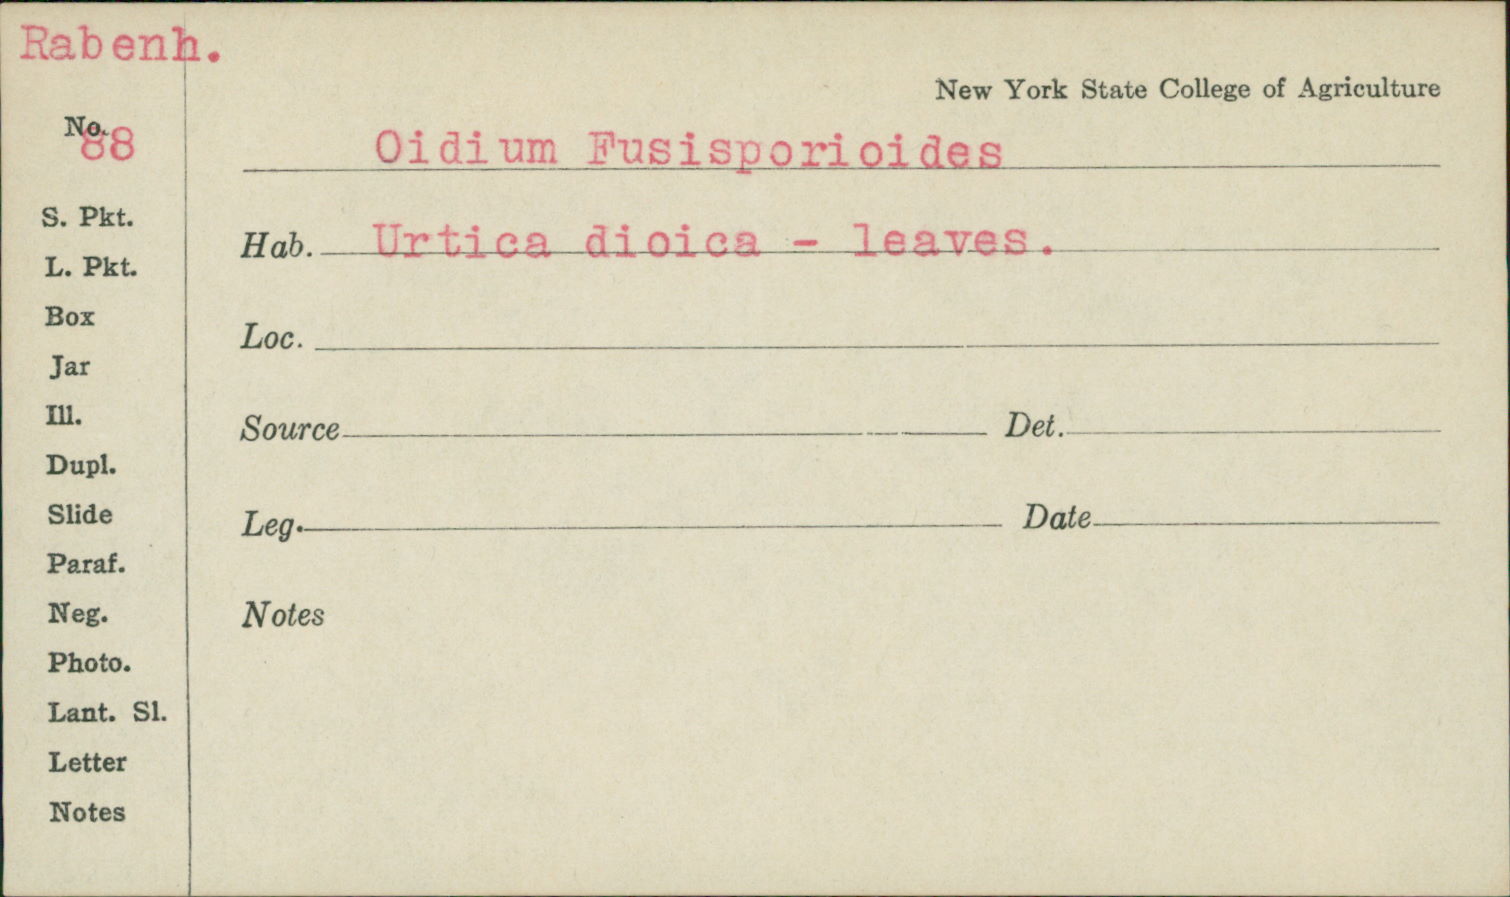 Rabenh.
New York State College of Agriculture
No. 88
Oidium Fusisporioides
S. Pkt.
Hab. Urtica dioica - leaves.
L. Pkt.
Box
Loc.
Jar
Ill.
Source Det.
Dupl.
Slide
Leg. Date
Paraf.
Neg.
Notes
Photo.
Lant. Sl.
Letter
Notes